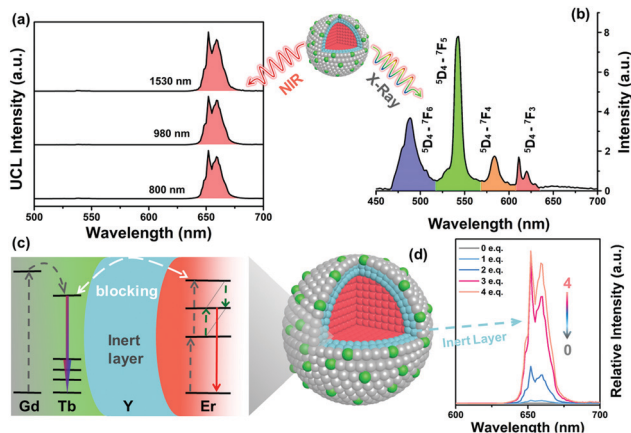 (a)
UCL Intensity (a.u.)
1530 nm
980 nm
800 nm
500 550 600 650 700
Wavelength (nm)
NIR
X-Ray
(b)
⁵D₄ - ⁷F₆
⁵D₄ - ⁷F₅
⁵D₄ - ⁷F₄
⁵D₄ - ⁷F₃
8
6
4
2
0
Intensity (a.u.)
450 500 550 600 650 700
Wavelength (nm)
(c)
blocking
Inert
layer
Gd Tb Y Er
Inert Layer
(d)
0 e.q.
1 e.q.
2 e.q.
3 e.q.
4 e.q.
4
0
Relative Intensity (a.u.)
600 650 700
Wavelength (nm)